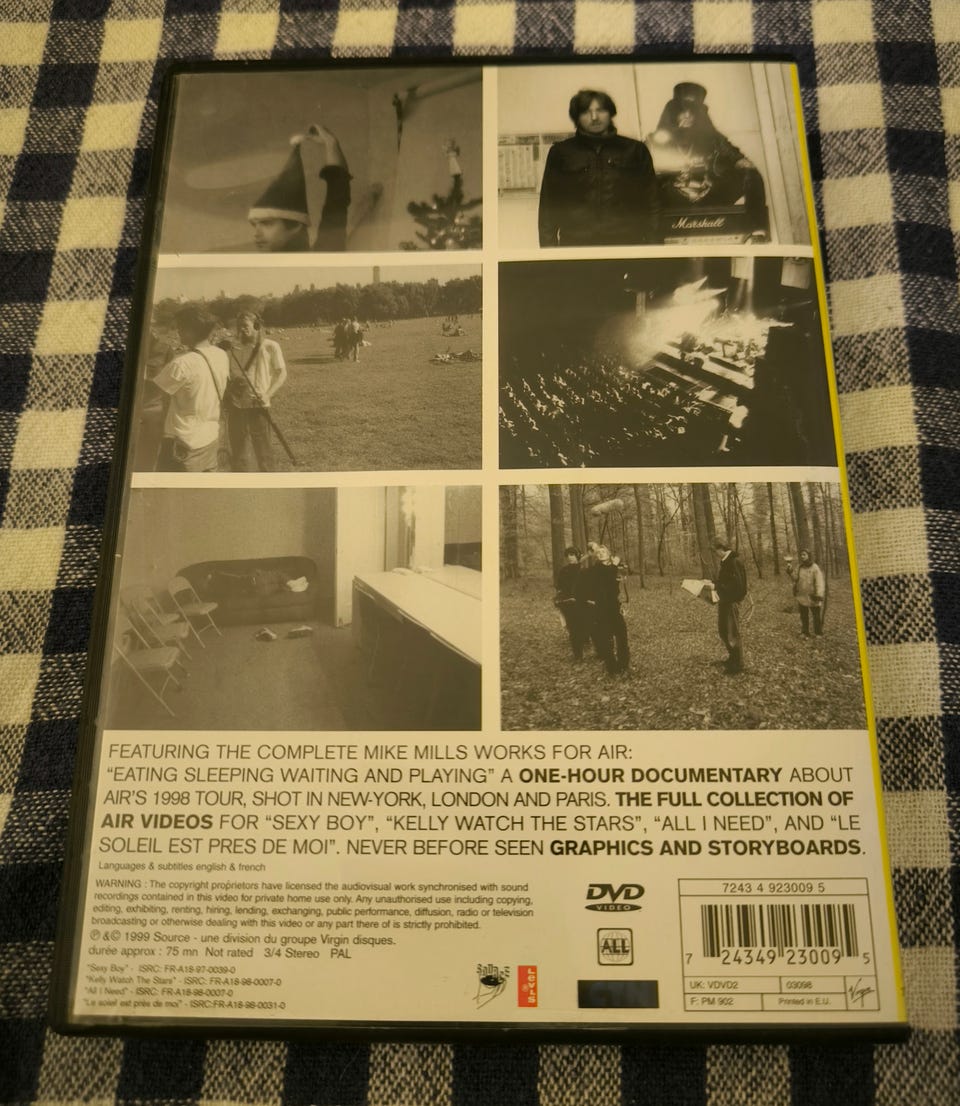 Marshall
FEATURING THE COMPLETE MIKE MILLS WORKS FOR AIR:
“EATING SLEEPING WAITING AND PLAYING” A ONE-HOUR DOCUMENTARY ABOUT
AIR'S 1998 TOUR, SHOT IN NEW-YORK, LONDON AND PARIS. THE FULL COLLECTION OF
AIR VIDEOS FOR “SEXY BOY”, “KELLY WATCH THE STARS”, “ALL I NEED”, AND “LE
SOLEIL EST PRES DE MOI”. NEVER BEFORE SEEN GRAPHICS AND STORYBOARDS.
Languages & subtitles english & french
WARNING : The copyright proprietors have licensed the audiovisual work synchronised with sound
recordings contained in this video for private home use only. Any unauthorised use including copying,
editing, exhibiting, renting, hiring, lending, exchanging, public performance, diffusion, radio or television
broadcasting or otherwise dealing with this video or any part there of is strictly prohibited.
℗ &© 1999 Source - une division du groupe Virgin disques.
durée approx : 75 mn Not rated 3/4 Stereo PAL
“Sexy Boy” - ISRC: FR-A18-97-0039-0
“Kelly Watch The Stars” - ISRC: FR-A18-98-0007-0
“All I Need” - ISRC: FR-A18-98-0007-0
“Le soleil est près de moi” - ISRC:FR-A18-98-0031-0
DVD
VIDEO
ALL
LABELS
7243 4 923009 5
7 24349 23009 5
UK: VDVD2 03098
F: PM 902 Printed in E.U.
Virgin